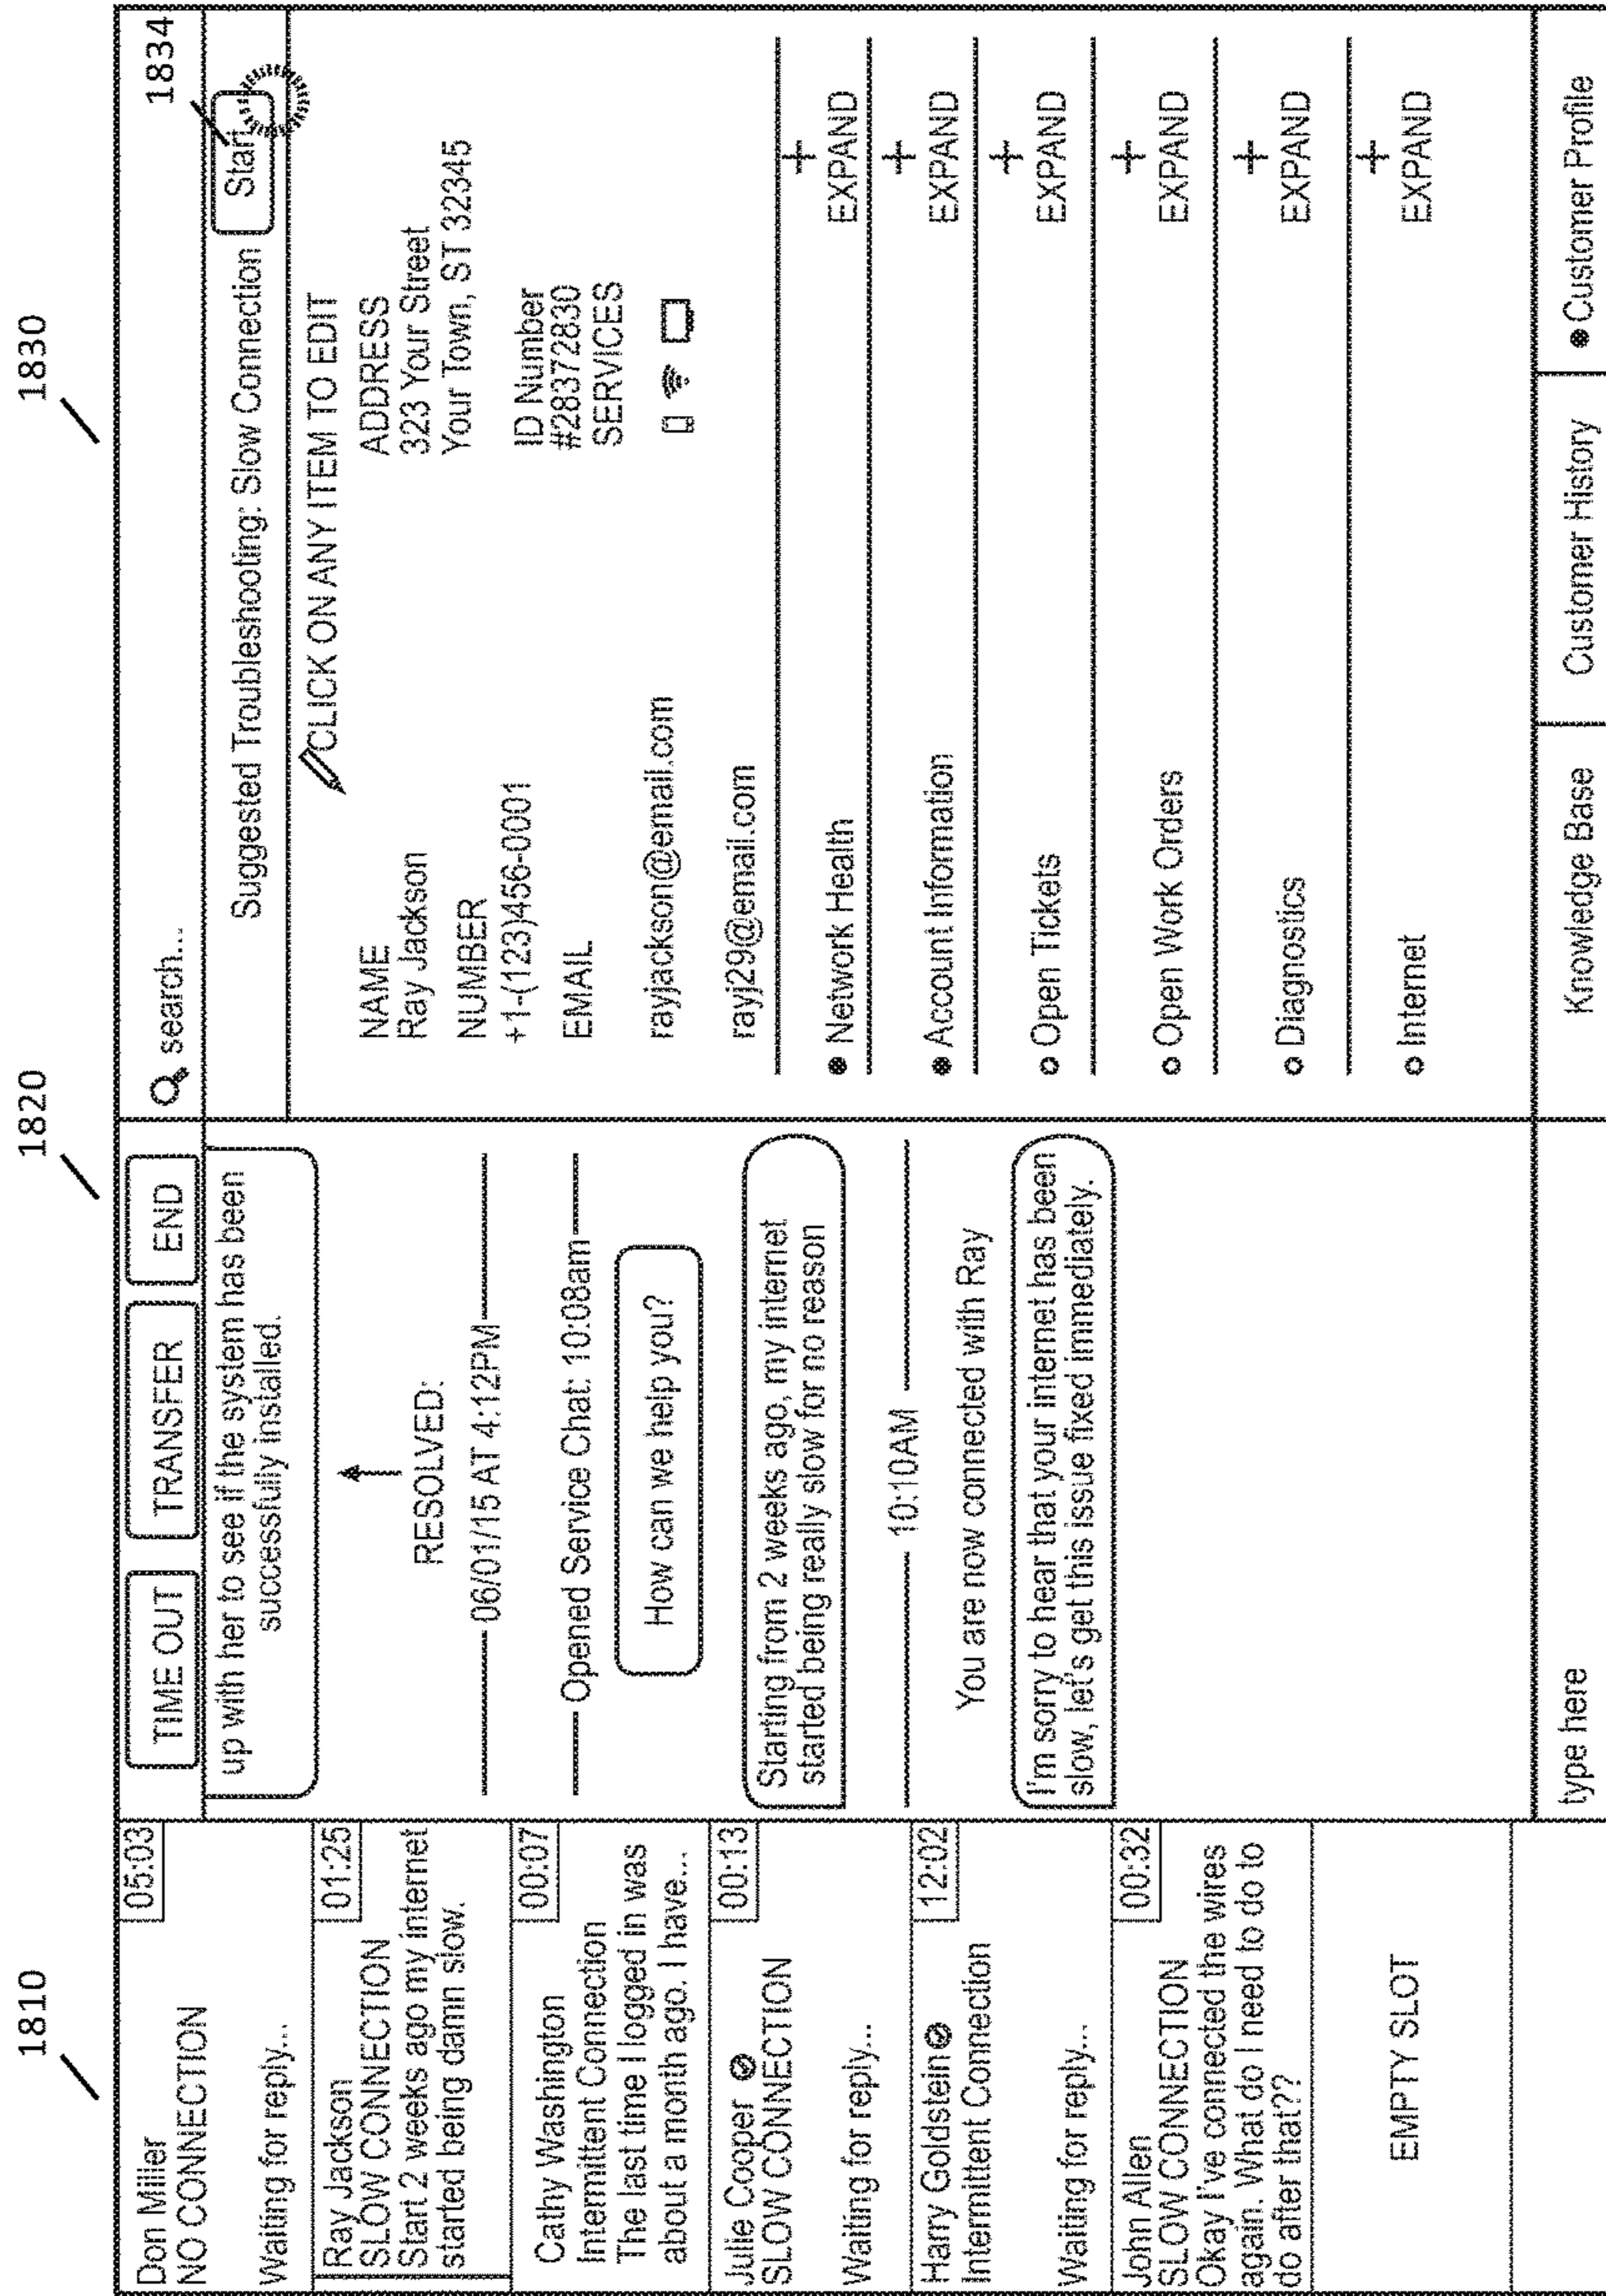 1810
1820
1830
Don Miller
05:03
NO CONNECTION
Waiting for reply...
Ray Jackson
01:25
SLOW CONNECTION
Start 2 weeks ago my internet
started being damn slow.
Cathy Washington
00:07
Intermittent Connection
The last time I logged in was
about a month ago. I have...
Julie Cooper
00:13
SLOW CONNECTION
Waiting for reply...
Harry Goldstein
12:02
Intermittent Connection
Waiting for reply...
John Allen
00:32
SLOW CONNECTION
Okay I've connected the wires
again. What do I need to do to
do after that??
EMPTY SLOT
TIME OUT
TRANSFER
END
up with her to see if the system has been
successfully installed.
RESOLVED:
06/01/15 AT 4:12PM
Opened Service Chat: 10:08am
How can we help you?
Starting from 2 weeks ago, my internet
started being really slow for no reason
10:10AM
You are now connected with Ray
I'm sorry to hear that your internet has been
slow, let's get this issue fixed immediately.
type here
search...
1834
Suggested Troubleshooting: Slow Connection
Start
CLICK ON ANY ITEM TO EDIT
NAME
Ray Jackson
NUMBER
+1-(123)456-0001
EMAIL
rayjackson@email.com
rayj29@email.com
ADDRESS
323 Your Street
Your Town, ST 32345
ID Number
#28372830
SERVICES
Network Health
EXPAND
Account Information
EXPAND
Open Tickets
EXPAND
Open Work Orders
EXPAND
Diagnostics
EXPAND
Internet
EXPAND
Knowledge Base
Customer History
Customer Profile